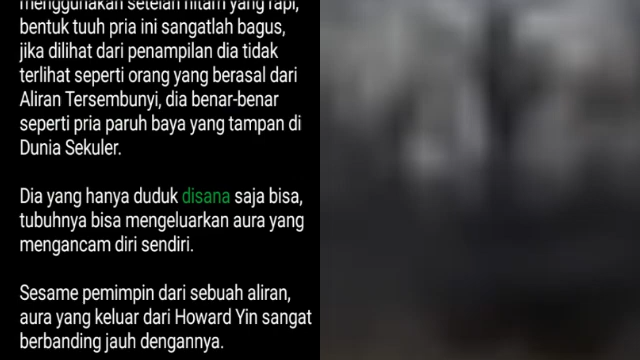 menggunakan setelan hitam yang rapi,
bentuk tuuh pria ini sangatlah bagus,
jika dilihat dari penampilan dia tidak
terlihat seperti orang yang berasal dari
Aliran Tersembunyi, dia benar-benar
seperti pria paruh baya yang tampan di
Dunia Sekuler.
Dia yang hanya duduk disana saja bisa,
tubuhnya bisa mengeluarkan aura yang
mengancam diri sendiri.
Sesame pemimpin dari sebuah aliran,
aura yang keluar dari Howard Yin sangat
berbanding jauh dengannya.